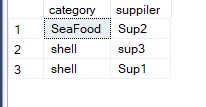 category suppiler
1 SeaFood Sup2
2 shell sup3
3 shell Sup1